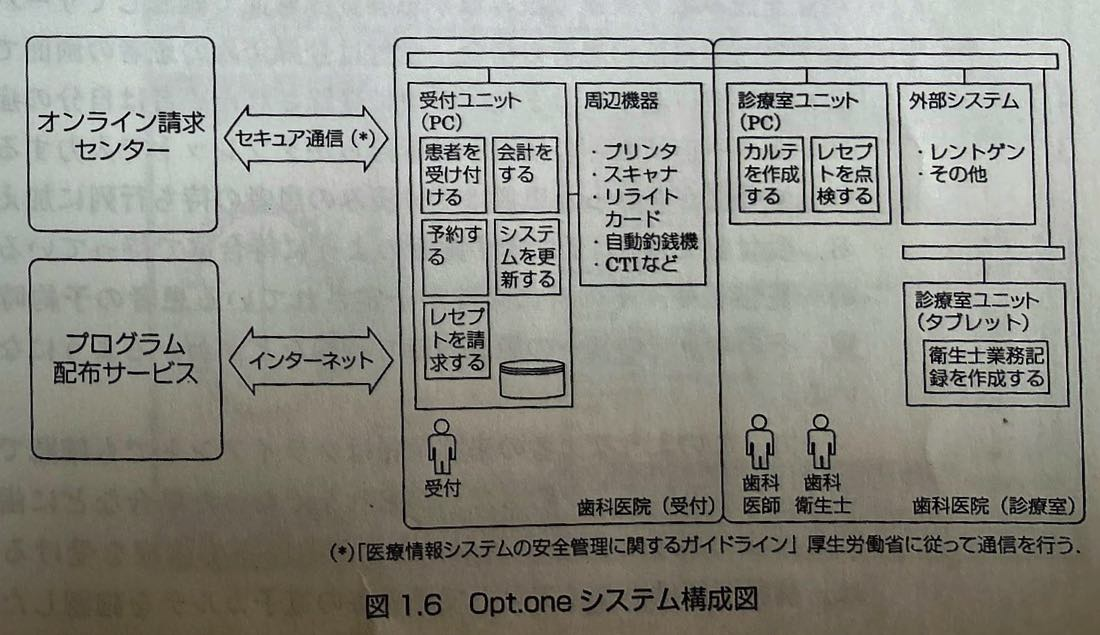 オンライン請求
センター
セキュア通信(*)
プログラム
配布サービス
インターネット
受付ユニット
(PC)
患者を
受け付
ける
会計を
する
予約す
る
システ
ムを更
新する
レセプ
トを請
求する
受付
周辺機器
・プリンタ
・スキャナ
・リライト
カード
・自動釣銭機
・CTIなど
歯科医院(受付)
診療室ユニット
(PC)
カルテ
を作成
する
レセプ
トを点
検する
外部システム
・レントゲン
・その他
診療室ユニット
(タブレット)
衛生士業務記
録を作成する
歯科
医師
歯科
衛生士
歯科医院(診療室)
(*)「医療情報システムの安全管理に関するガイドライン」厚生労働省に従って通信を行う.
図 1.6 Opt.one システム構成図